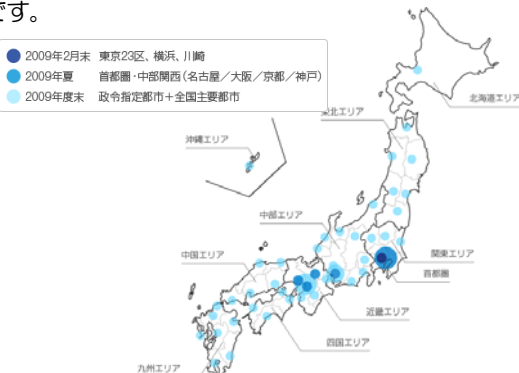 です。
2009年2月末 東京23区、横浜、川崎
2009年夏 首都圏・中部関西（名古屋／大阪／京都／神戸）
2009年度末 政令指定都市＋全国主要都市
北海道エリア
東北エリア
沖縄エリア
中部エリア
中国エリア
関東エリア
首都圏
近畿エリア
四国エリア
九州エリア